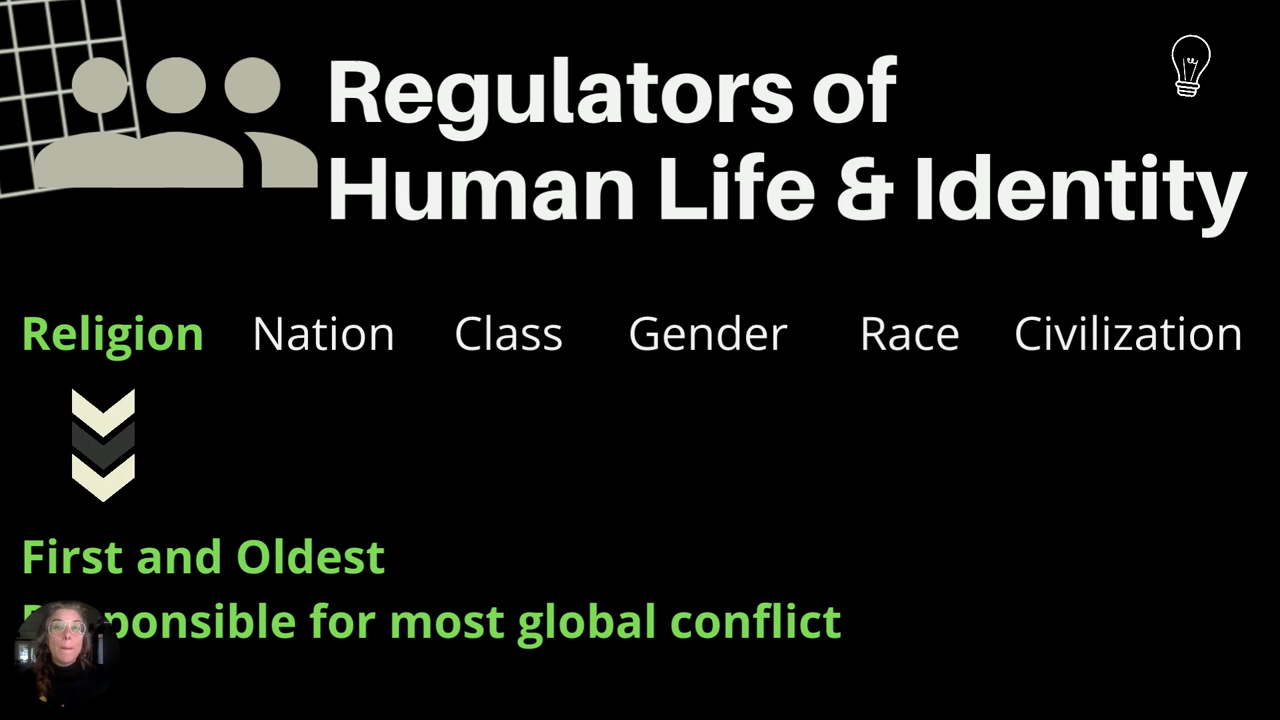 Regulators of
Human Life & Identity
Religion Nation Class Gender Race Civilization
First and Oldest
for most global conflict